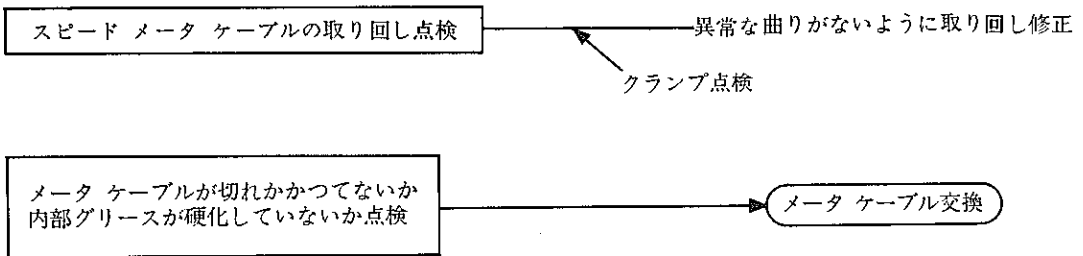 スピード メータ ケーブルの取り回し点検
異常な曲りがないように取り回し修正
クランプ点検
メータ ケーブルが切れかかつてないか
内部グリースが硬化していないか点検
メータ ケーブル交換